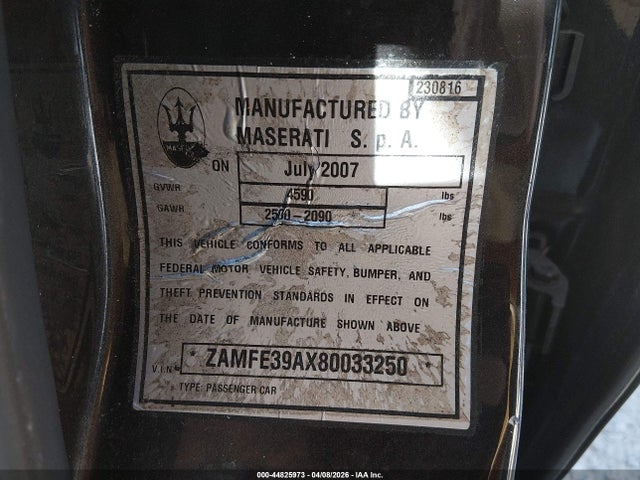 230816
MANUFACTURED BY
MASERATI S. p. A.
ON July 2007
GVWR 4590 lbs
GAWR 2500-2090 lbs
THIS VEHICLE CONFORMS TO ALL APPLICABLE
FEDERAL MOTOR VEHICLE SAFETY, BUMPER, AND
THEFT PREVENTION STANDARDS IN EFFECT ON
THE DATE OF MANUFACTURE SHOWN ABOVE
V.I.N. * ZAMFE39AX80033250 *
TYPE: PASSENGER CAR
000-44825973 | 04/08/2026 | IAA Inc.